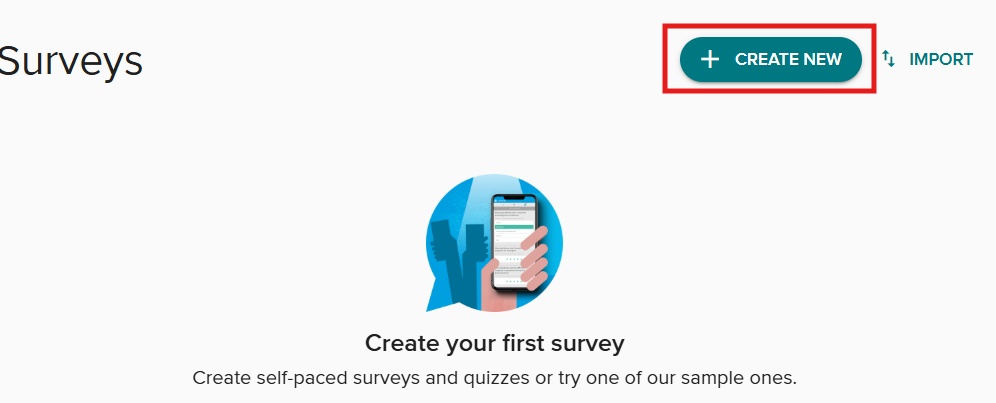 Surveys
CREATE NEW
IMPORT
Create your first survey
Create self-paced surveys and quizzes or try one of our sample ones.